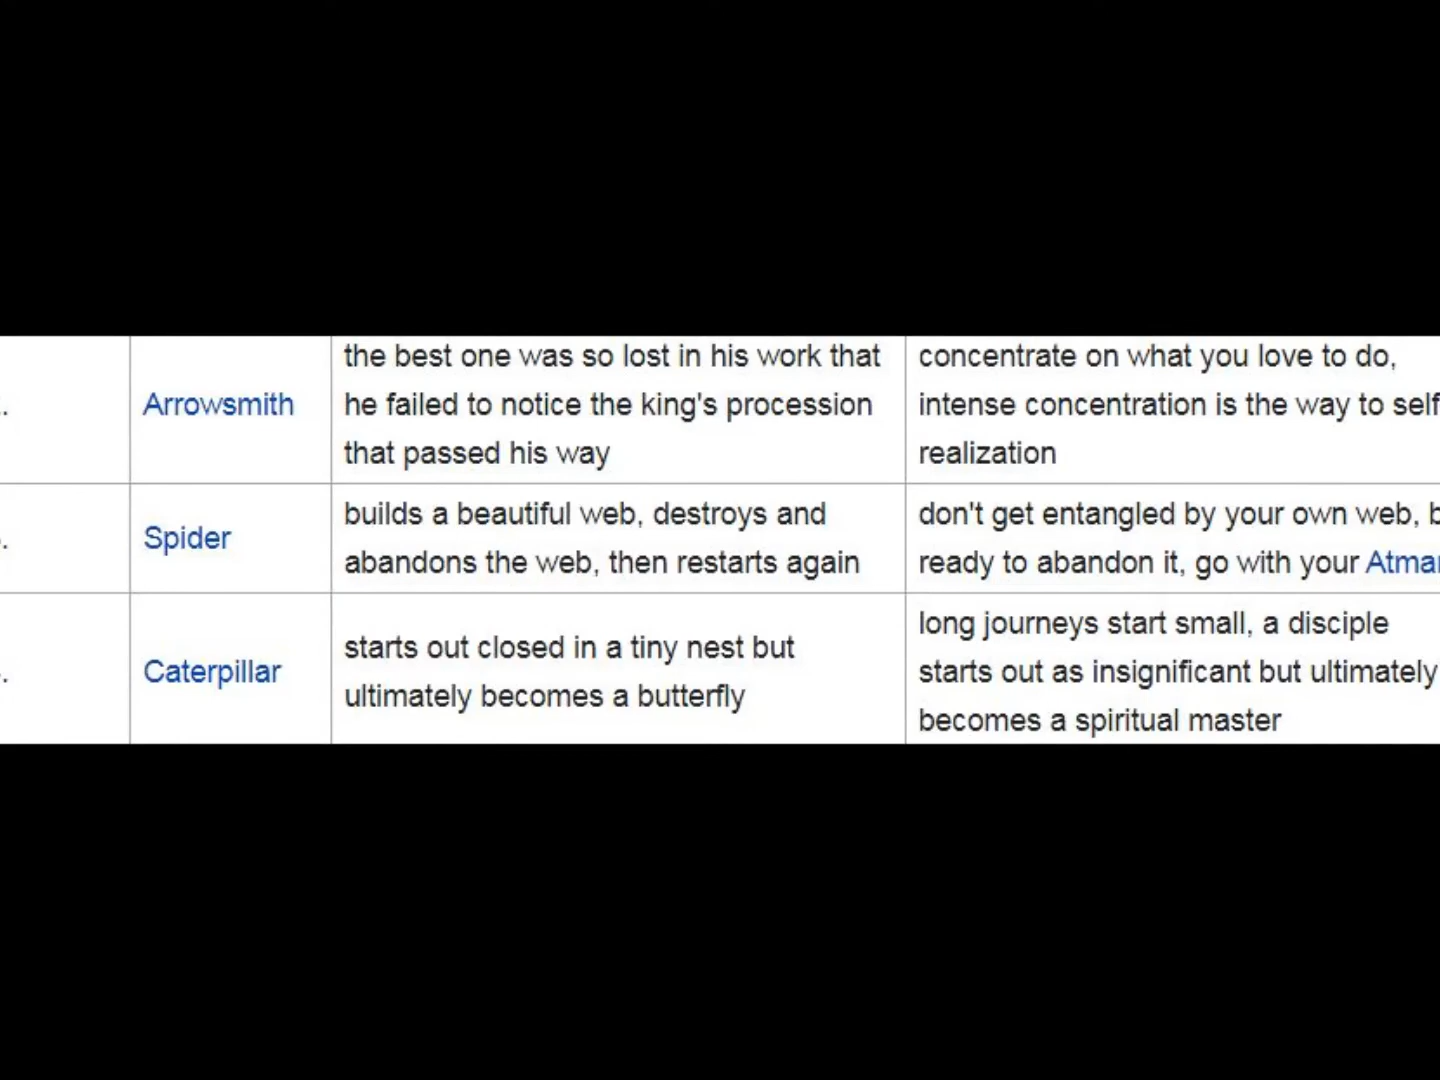 the best one was so lost in his work that
he failed to notice the king's procession
that passed his way
Arrowsmith
concentrate on what you love to do,
intense concentration is the way to self
realization
Spider
builds a beautiful web, destroys and
abandons the web, then restarts again
don't get entangled by your own web, b
ready to abandon it, go with your Atma
Caterpillar
starts out closed in a tiny nest but
ultimately becomes a butterfly
long journeys start small, a disciple
starts out as insignificant but ultimately
becomes a spiritual master